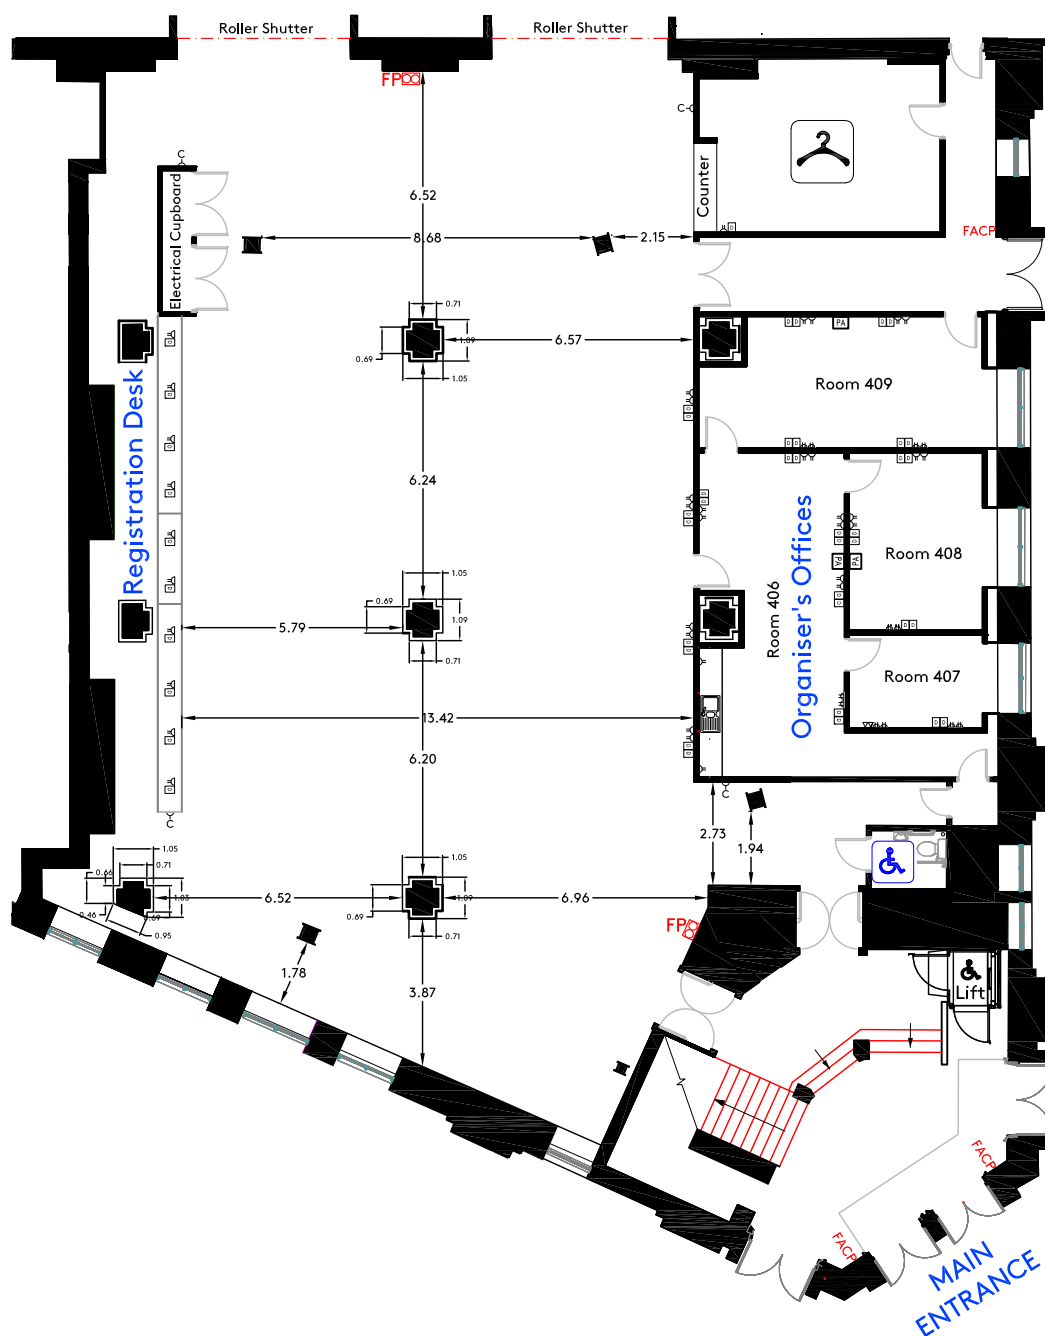 Roller Shutter
Roller Shutter
FP
C
C
6.52
Counter
Electrical Cupboard
D
FACP
8.68
2.15
0.71
1.09
0.69
1.05
6.57
D D
PA
D D
Room 409
Registration Desk
6.24
Organiser's Offices
Room 408
PA
PA
Room 406
1.05
0.69
1.09
0.71
5.79
Room 407
13.42
6.20
C
C
2.73
1.94
1.05
0.71
0.66
1.03
0.46
0.69
0.95
6.52
1.05
1.09
0.69
0.71
6.96
FP
1.78
3.87
Lift
FACP
FACP
MAIN
ENTRANCE